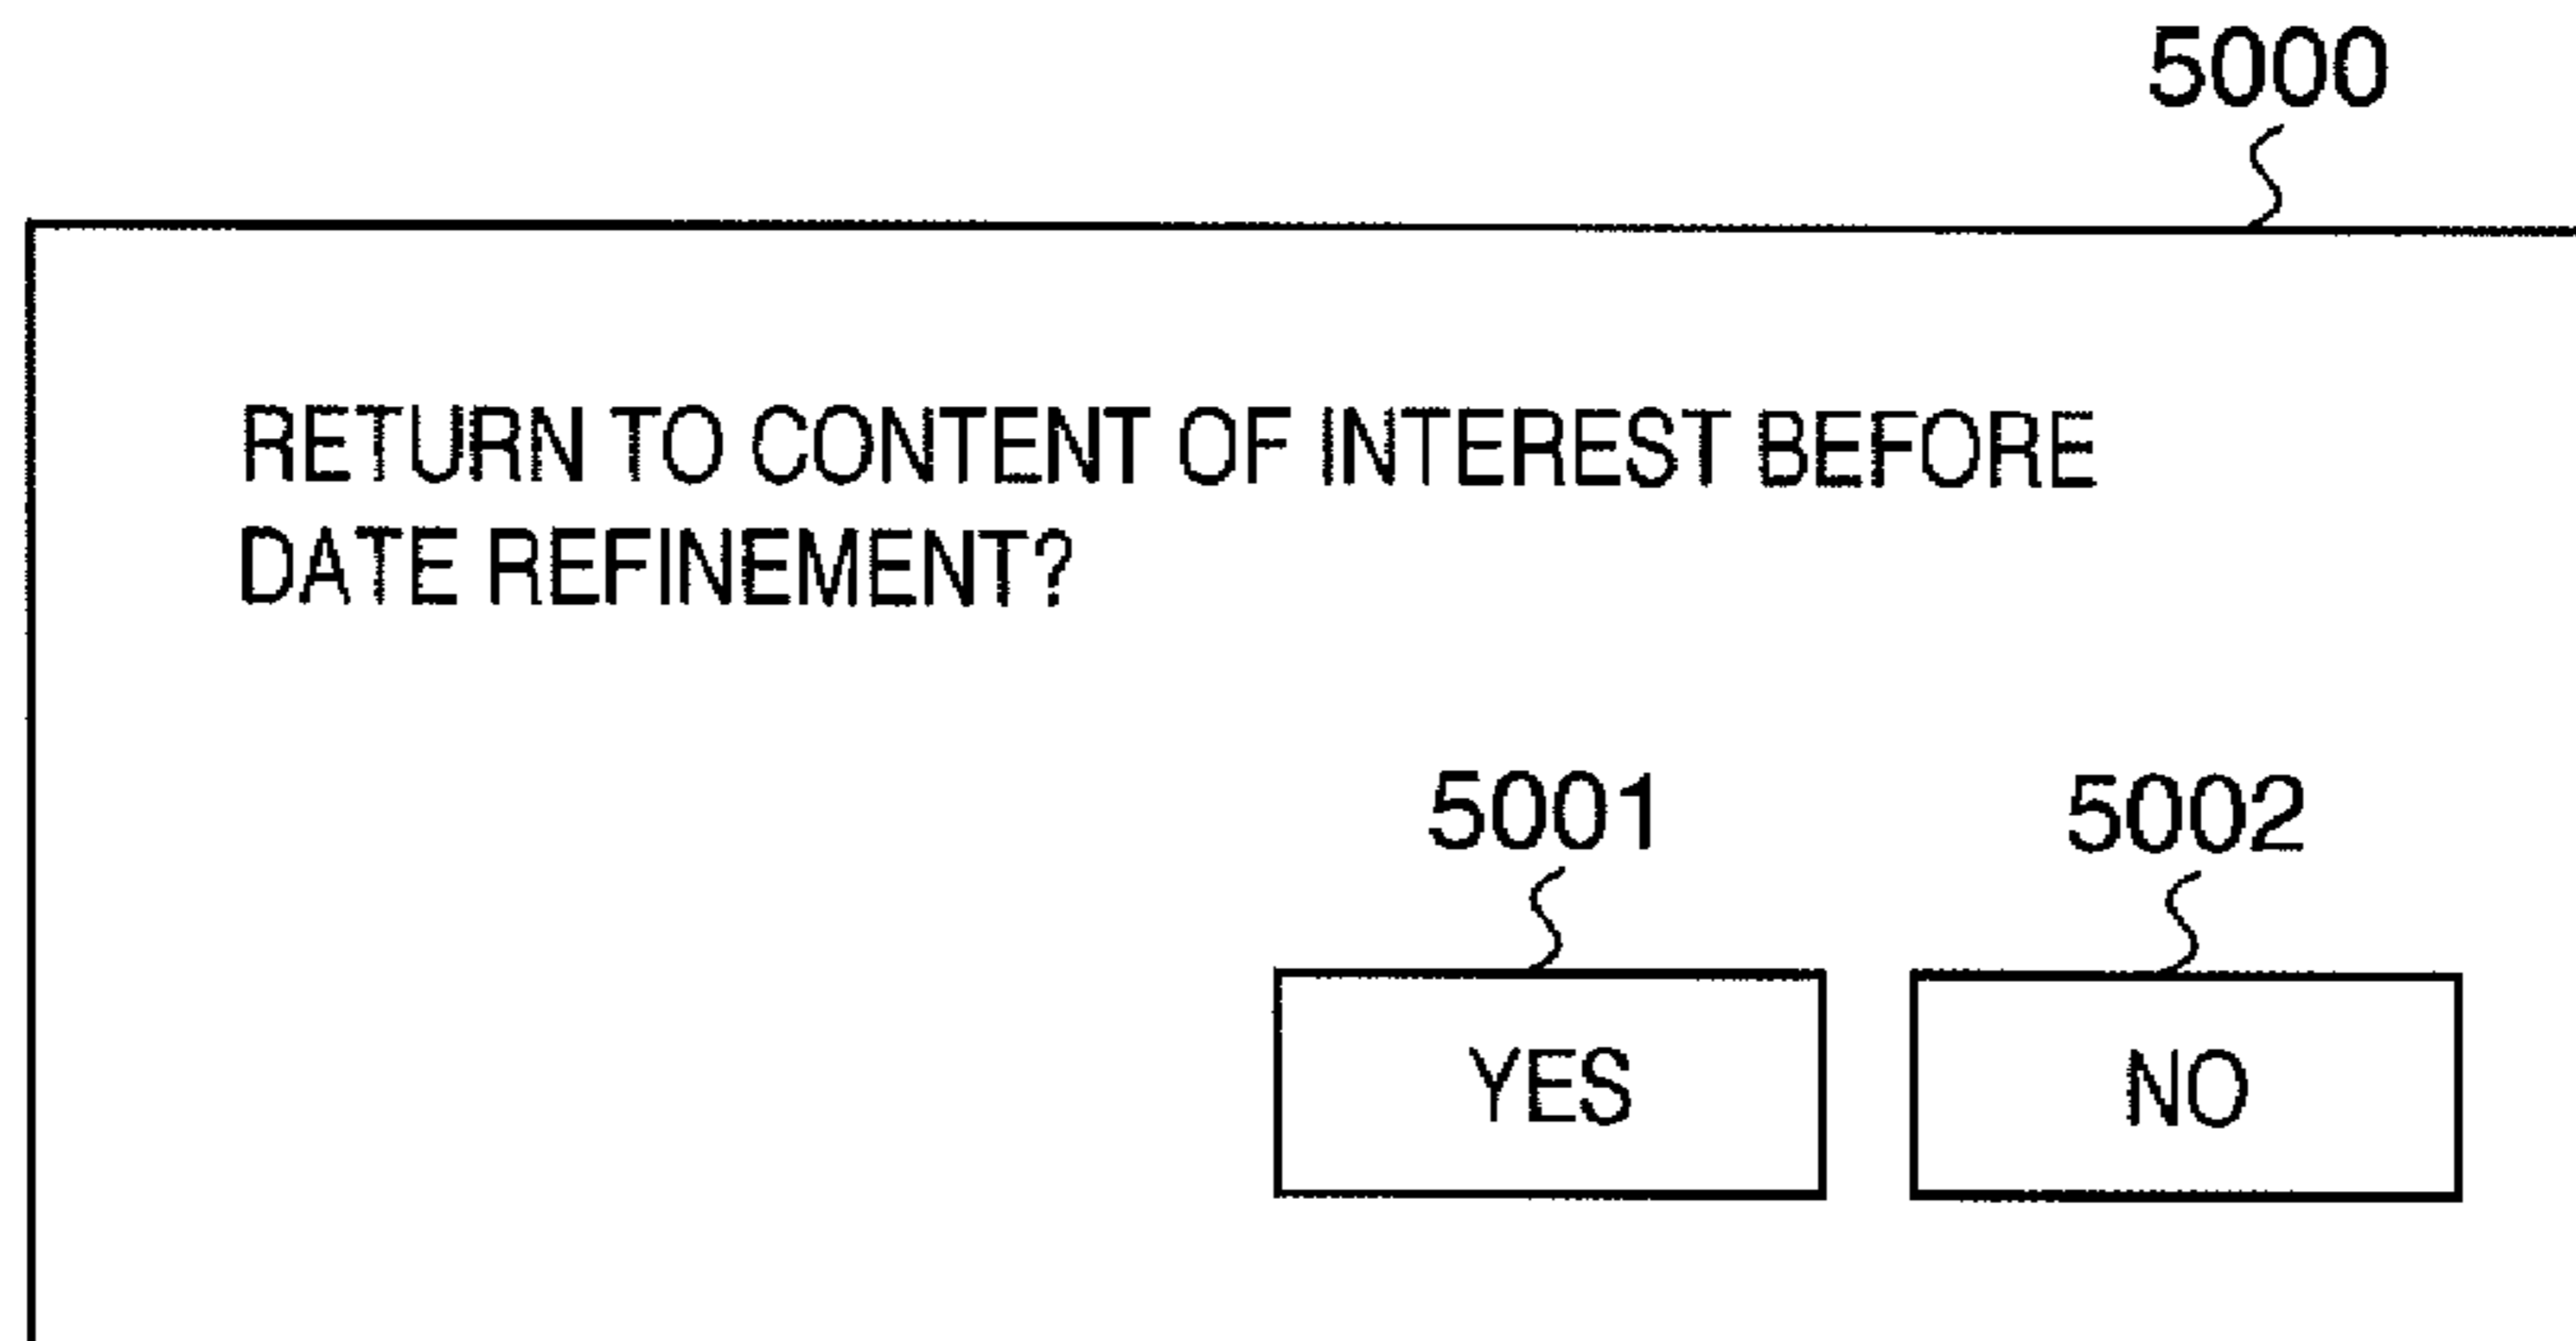 5000
RETURN TO CONTENT OF INTEREST BEFORE
DATE REFINEMENT?
5001 5002
YES NO